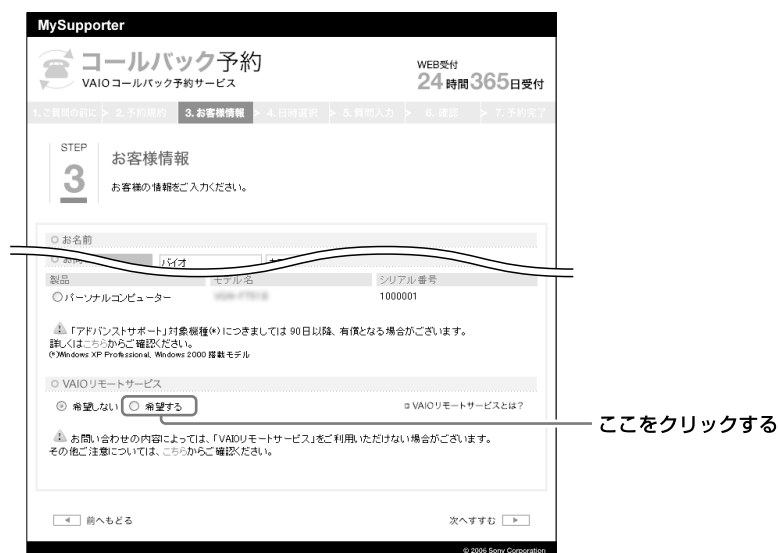 MySupporter
コールバック予約
VAIOコールバック予約サービス
WEB受付
24時間365日受付
1.ご質問の前に > 2.予約規約 3.お客様情報 > 4.日時選択 > 5.質問入力 > 6.確認 > 7.予約完了
STEP
3
お客様情報
お客様の情報をご入力ください。
お名前
バイオ
製品 モデル名 シリアル番号
パーソナルコンピューター 1000001
「アドバンストサポート」対象機種(*)につきましては 90日以降、有償となる場合がございます。
詳しくはこちらからご確認ください。
(*)Windows XP Professional, Windows 2000 搭載モデル
VAIOリモートサービス
希望しない 希望する
VAIOリモートサービスとは?
ここをクリックする
お問い合わせの内容によっては、「VAIOリモートサービス」をご利用いただけない場合がございます。
その他ご注意については、こちらからご確認ください。
前へもどる 次へすすむ
© 2006 Sony Corporation